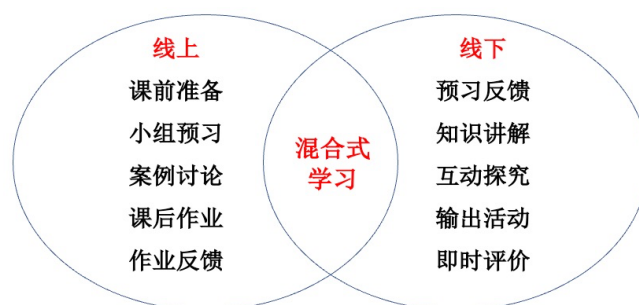 线上
课前准备
小组预习
案例讨论
课后作业
作业反馈
混合式
学习
线下
预习反馈
知识讲解
互动探究
输出活动
即时评价